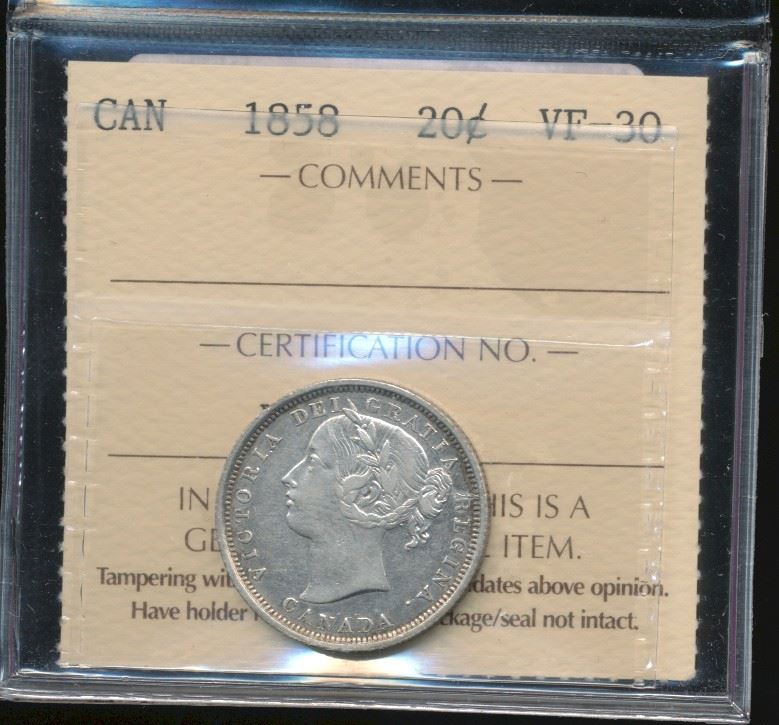 CAN 1858 20¢ VF-30
— COMMENTS —
— CERTIFICATION NO. —
VICTORIA DEI GRATIA REGINA.
CANADA
IN HIS IS A
GE ITEM.
Tampering wit dates above opinion.
Have holder ckage/seal not intact.